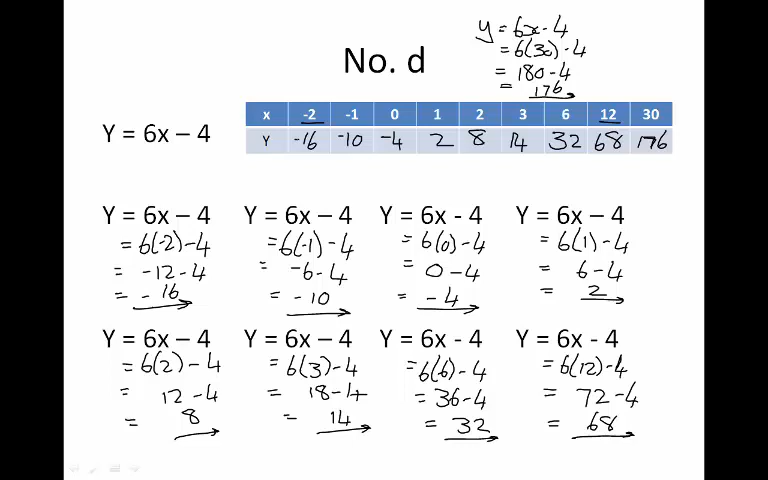 No. d
y = 6x - 4
= 6(30) - 4
= 180 - 4
= 176
Y = 6x – 4
x -2 -1 0 1 2 3 6 12 30
Y -16 -10 -4 2 8 14 32 68 176
Y = 6x – 4 Y = 6x – 4 Y = 6x - 4 Y = 6x – 4
= 6(-2) - 4 = 6(-1) - 4 = 6(0) - 4 = 6(1) - 4
= -12 - 4 = -6 - 4 = 0 - 4 = 6 - 4
= - 16 = - 10 = - 4 = 2
Y = 6x – 4 Y = 6x – 4 Y = 6x - 4 Y = 6x - 4
= 6(2) - 4 = 6(3) - 4 = 6(6) - 4 = 6(12) - 4
= 12 - 4 = 18 - 4 = 36 - 4 = 72 - 4
= 8 = 14 = 32 = 68